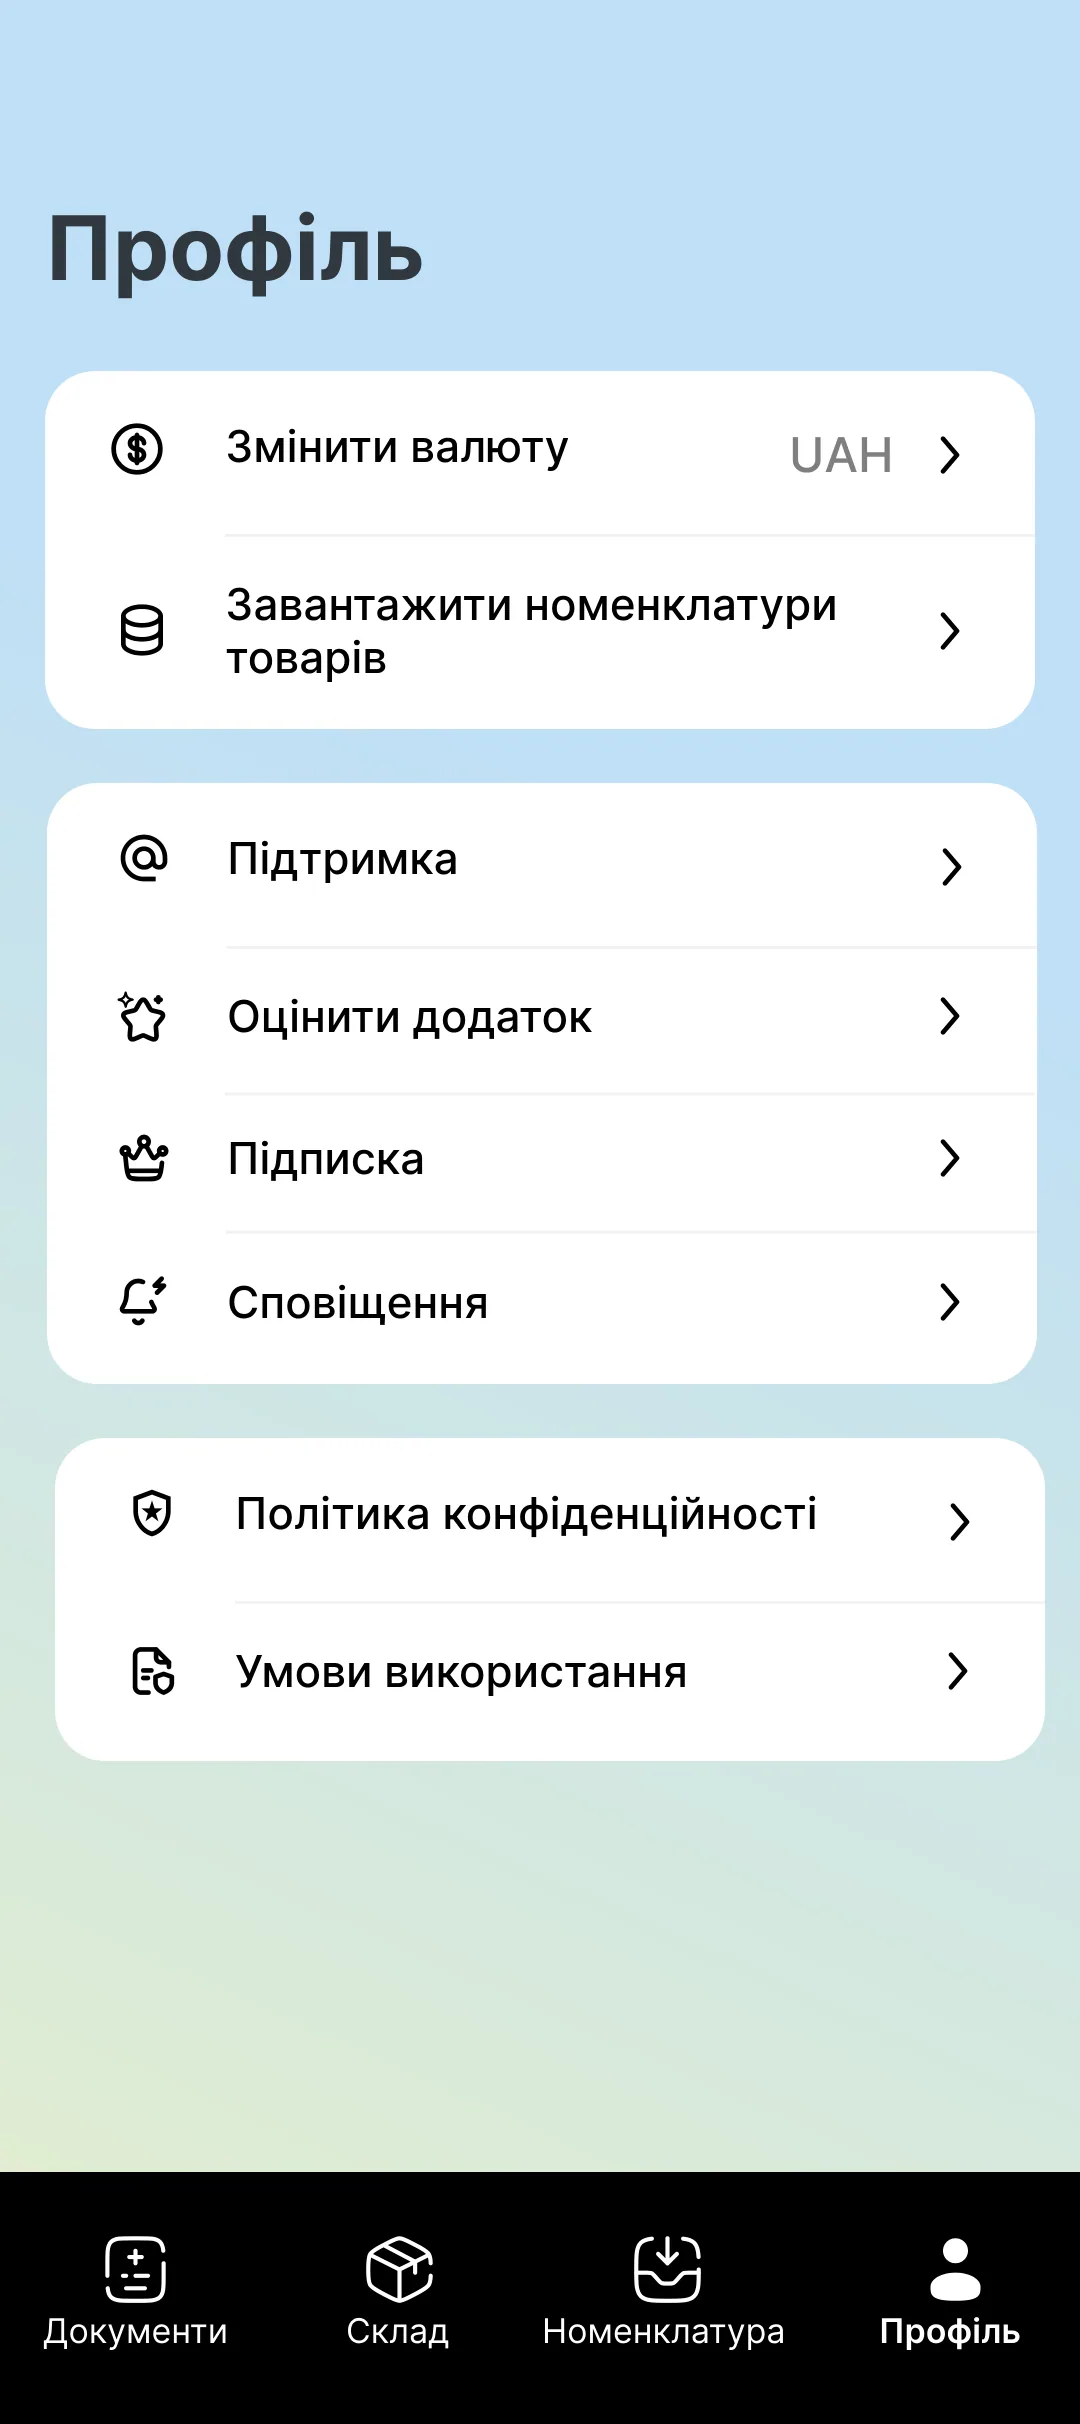 Профіль
Змінити валюту UAH
Завантажити номенклатури
товарів
Підтримка
Оцінити додаток
Підписка
Сповіщення
Політика конфіденційності
Умови використання
Документи Склад Номенклатура Профіль